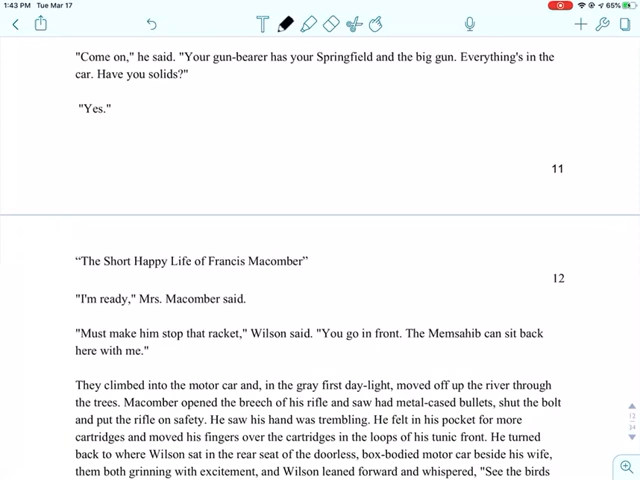 1:43 PM Tue Mar 17
65%
T
"Come on," he said. "Your gun-bearer has your Springfield and the big gun. Everything's in the
car. Have you solids?"
"Yes."
11
“The Short Happy Life of Francis Macomber”
12
"I'm ready," Mrs. Macomber said.
"Must make him stop that racket," Wilson said. "You go in front. The Memsahib can sit back
here with me."
They climbed into the motor car and, in the gray first day-light, moved off up the river through
the trees. Macomber opened the breech of his rifle and saw had metal-cased bullets, shut the bolt
and put the rifle on safety. He saw his hand was trembling. He felt in his pocket for more
cartridges and moved his fingers over the cartridges in the loops of his tunic front. He turned
back to where Wilson sat in the rear seat of the doorless, box-bodied motor car beside his wife,
them both grinning with excitement, and Wilson leaned forward and whispered, "See the birds
12
34